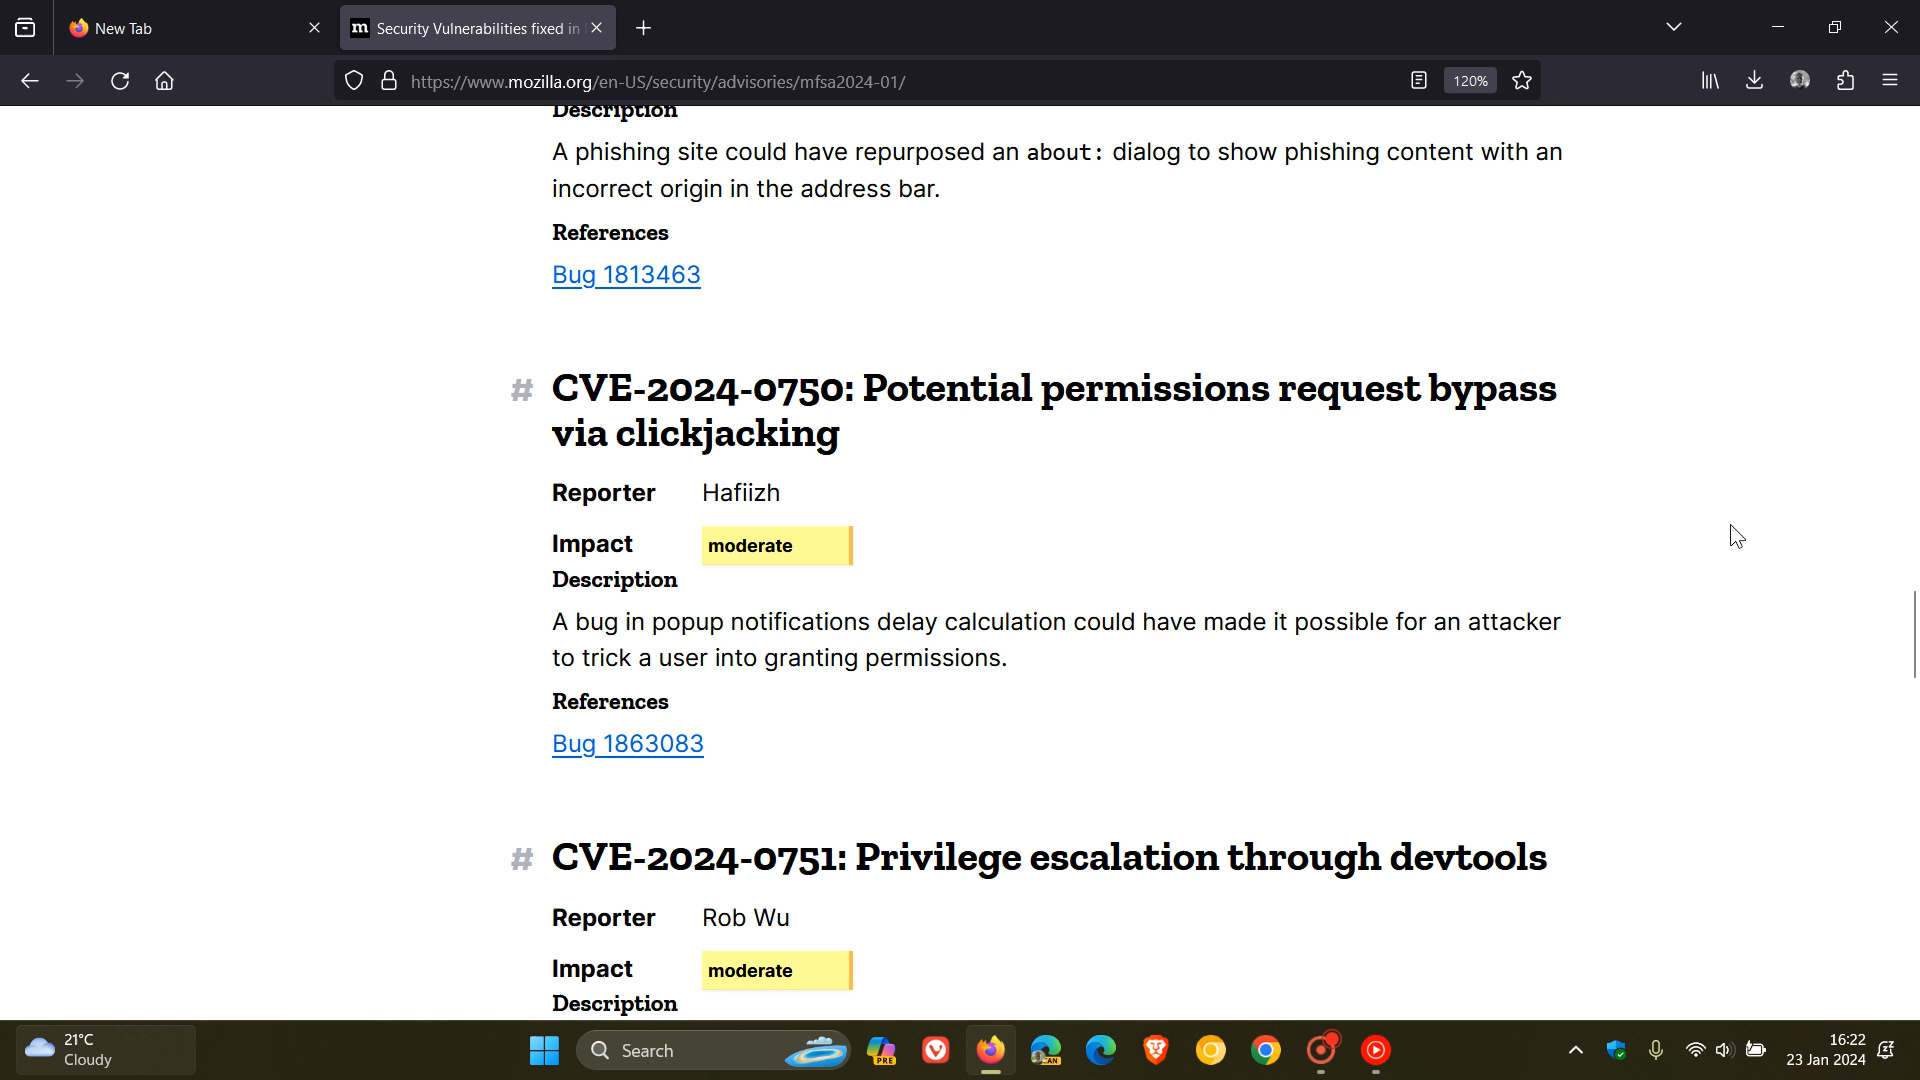 New Tab
Security Vulnerabilities fixed in
https://www.mozilla.org/en-US/security/advisories/mfsa2024-01/
120%
Description
A phishing site could have repurposed an about: dialog to show phishing content with an
incorrect origin in the address bar.
References
Bug 1813463
# CVE-2024-0750: Potential permissions request bypass
via clickjacking
Reporter Hafiizh
Impact moderate
Description
A bug in popup notifications delay calculation could have made it possible for an attacker
to trick a user into granting permissions.
References
Bug 1863083
# CVE-2024-0751: Privilege escalation through devtools
Reporter Rob Wu
Impact moderate
Description
21°C
Cloudy
Search
PRE
CAN
16:22
23 Jan 2024